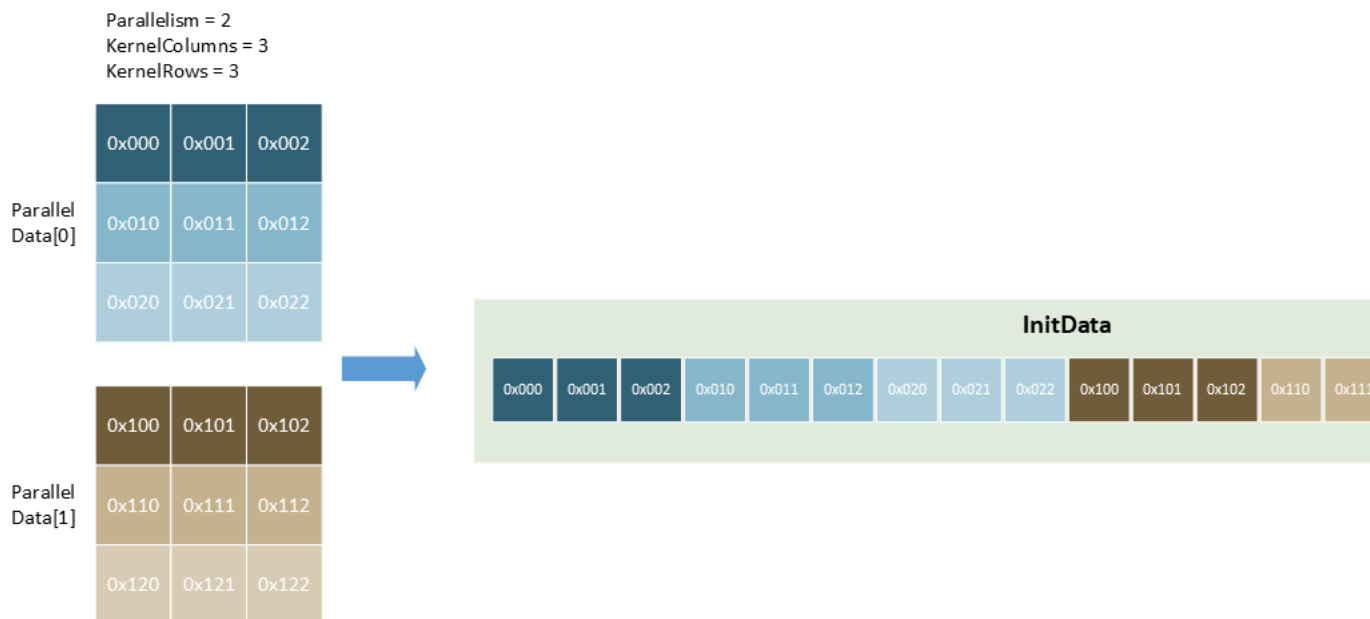 Parallelism = 2
KernelColumns = 3
KernelRows = 3
0x000 0x001 0x002
Parallel
Data[0]
0x010 0x011 0x012
0x020 0x021 0x022
InitData
0x000 0x001 0x002 0x010 0x011 0x012 0x020 0x021 0x022 0x100 0x101 0x102 0x110 0x111
0x100 0x101 0x102
Parallel
Data[1]
0x110 0x111 0x112
0x120 0x121 0x122